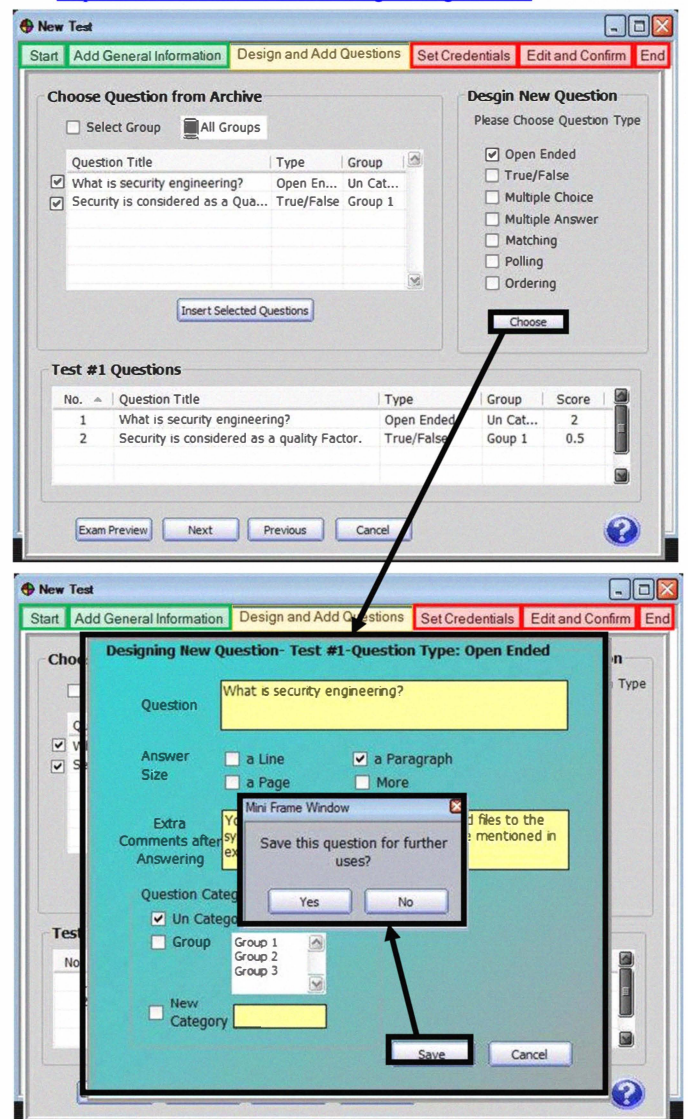 New Test
Start Add General Information Design and Add Questions Set Credentials Edit and Confirm End
Choose Question from Archive
Select Group All Groups
Question Title Type Group
What is security engineering? Open En... Un Cat...
Security is considered as a Qua... True/False Group 1
Insert Selected Questions
Desgin New Question
Please Choose Question Type
Open Ended
True/False
Multiple Choice
Multiple Answer
Matching
Polling
Ordering
Choose
Test #1 Questions
No. Question Title Type Group Score
1 What is security engineering? Open Ended Un Cat... 2
2 Security is considered as a quality Factor. True/False Goup 1 0.5
Exam Preview Next Previous Cancel
New Test
Start Add General Information Design and Add Questions Set Credentials Edit and Confirm End
Designing New Question- Test #1-Question Type: Open Ended
Type
Question What is security engineering?
Answer Size
a Line a Paragraph
a Page More
Extra Comments after Answering
files to the
mentioned in
Mini Frame Window
Save this question for further
uses?
Yes No
Question
Un
Group
Group 1
Group 2
Group 3
New
Category
Save Cancel
Test